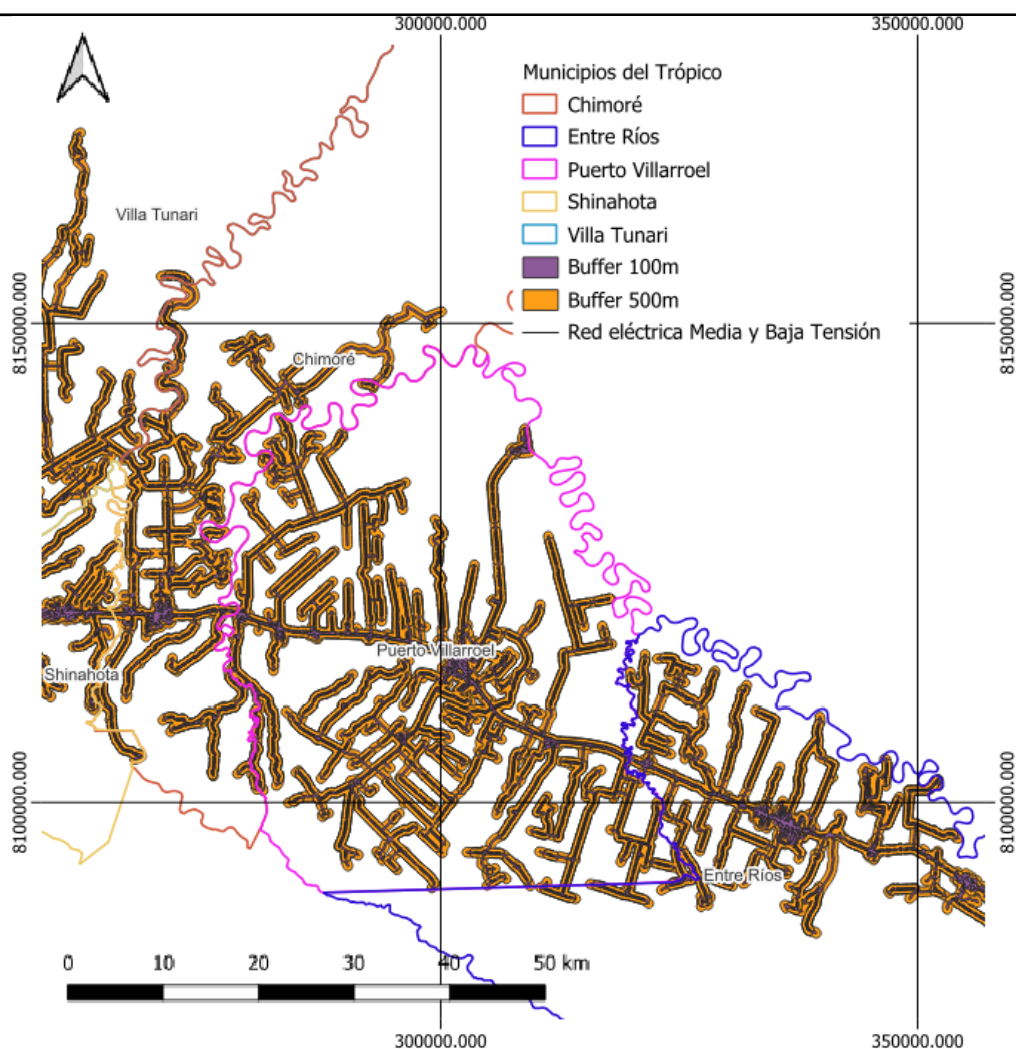 300000.000
350000.000
Municipios del Trópico
Chimoré
Entre Ríos
Puerto Villarroel
Shinahota
Villa Tunari
Buffer 100m
Buffer 500m
Red eléctrica Media y Baja Tensión
Villa Tunari
8150000.000
8150000.000
Chimoré
Puerto Villarroel
Shinahota
8100000.000
8100000.000
Entre Ríos
0 10 20 30 40 50 km
300000.000
350000.000